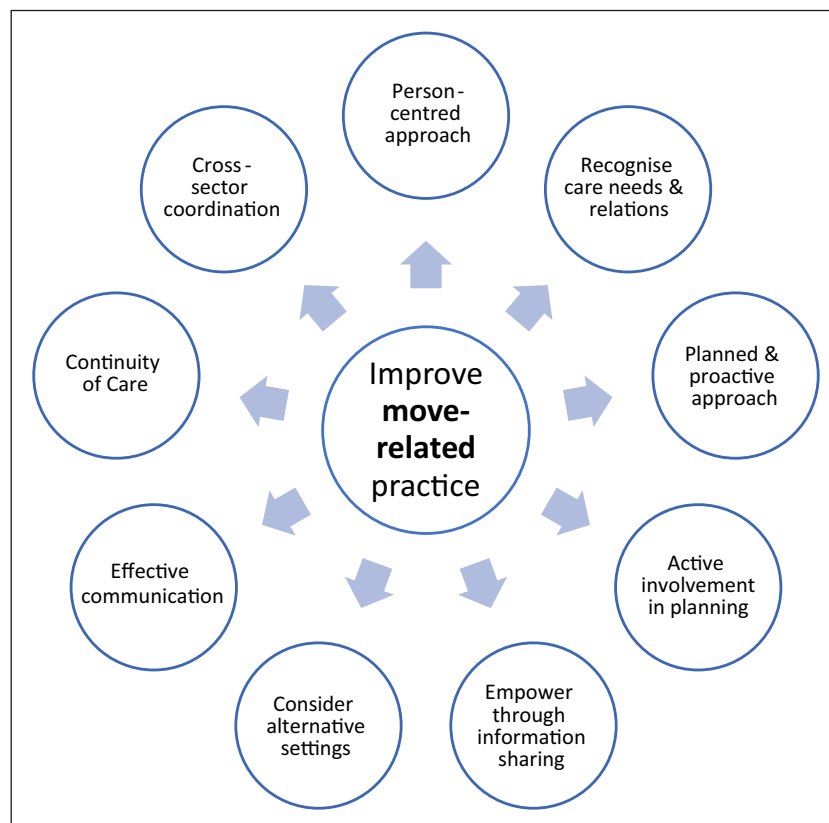 Person-
centred
approach
Recognise
care needs &
relations
Planned &
proactive
approach
Active
involvement
in planning
Empower
through
information
sharing
Consider
alternative
settings
Effective
communication
Continuity
of Care
Cross-
sector
coordination
Improve
move-
related
practice